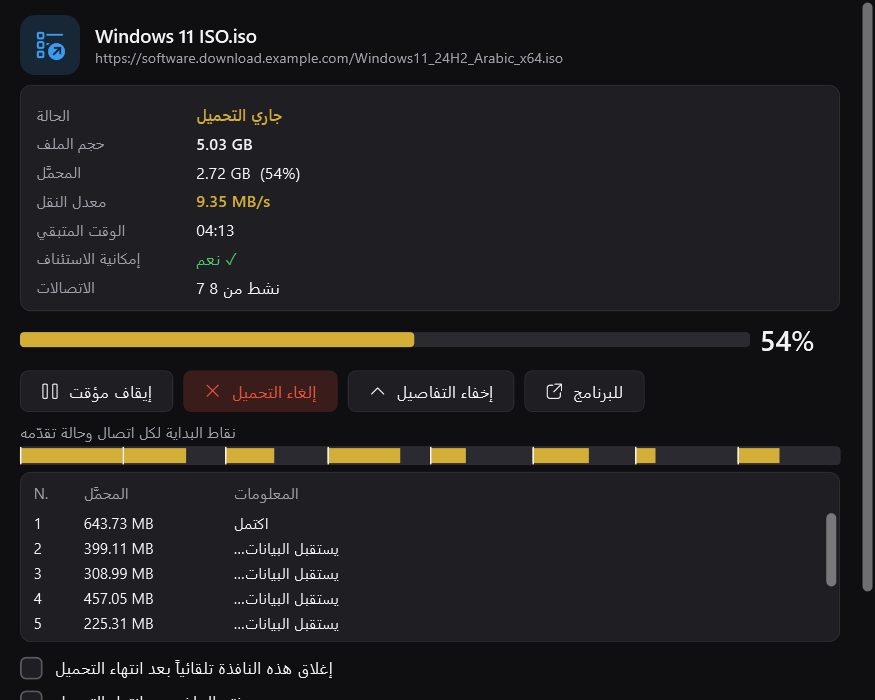 Windows 11 ISO.iso
https://software.download.example.com/Windows11_24H2_Arabic_x64.iso
الحالة جاري التحميل
حجم الملف 5.03 GB
المحمَّل 2.72 GB (54%)
معدل النقل 9.35 MB/s
الوقت المتبقي 04:13
إمكانية الاستئناف نعم ✓
الاتصالات 7 نشط من 8
54%
إيقاف مؤقت إلغاء التحميل إخفاء التفاصيل للبرنامج
نقاط البداية لكل اتصال وحالة تقدّمه
N. المحمَّل المعلومات
1 643.73 MB اكتمل
2 399.11 MB يستقبل البيانات...
3 308.99 MB يستقبل البيانات...
4 457.05 MB يستقبل البيانات...
5 225.31 MB يستقبل البيانات...
إغلاق هذه النافذة تلقائياً بعد انتهاء التحميل